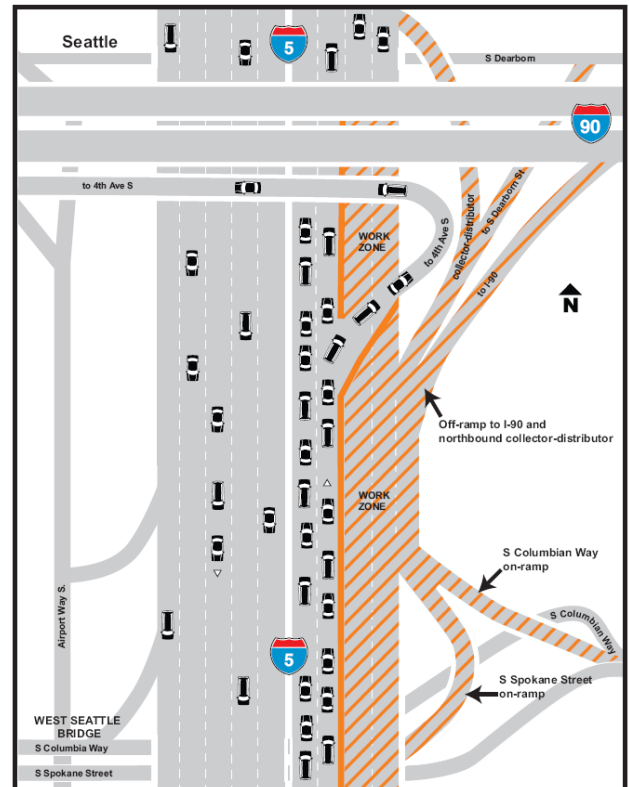 Seattle
5
S Dearborn
90
to 4th Ave S
WORK
ZONE
to 4th Ave S
collector-distributor
to S Dearborn St
to I-90
N
Off-ramp to I-90 and
northbound collector-distributor
WORK
ZONE
S Columbian Way
on-ramp
S Columbian Way
Airport Way S.
5
S Spokane Street
on-ramp
WEST SEATTLE
BRIDGE
S Columbia Way
S Spokane Street